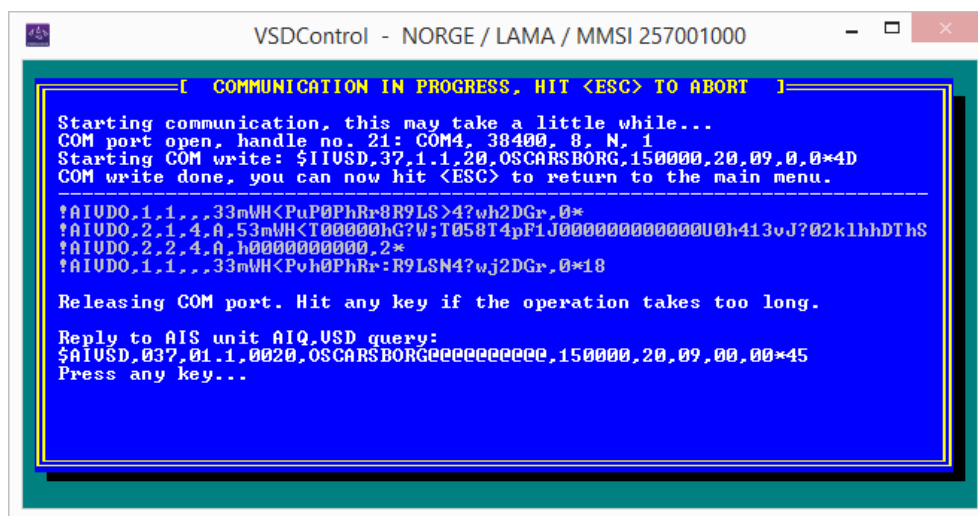 VSDControl - NORGE / LAMA / MMSI 257001000
[ COMMUNICATION IN PROGRESS, HIT <ESC> TO ABORT ]
Starting communication, this may take a little while...
COM port open, handle no. 21: COM4, 38400, 8, N, 1
Starting COM write: $IIVSD,37,1.1,20,OSCARSBORG,150000,20,09,0,0*4D
COM write done, you can now hit <ESC> to return to the main menu.
!AIVDO,1,1,,,33mWH<PuP0PhRr8R9LS>4?wh2DGr,0*
!AIVDO,2,1,4,A,53mWH<T00000hG?W;T058T4pF1J000000000000U0h413vJ?02klhhDThS
!AIVDO,2,2,4,A,h0000000000,2*
!AIVDO,1,1,,,33mWH<Pvh0PhRr:R9LSN4?wj2DGr,0*18
Releasing COM port. Hit any key if the operation takes too long.
Reply to AIS unit AIQ,VSD query:
$AIVSD,037,01.1,0020,OSCARSBORG@@@@@@@@@@,150000,20,09,00,00*45
Press any key...